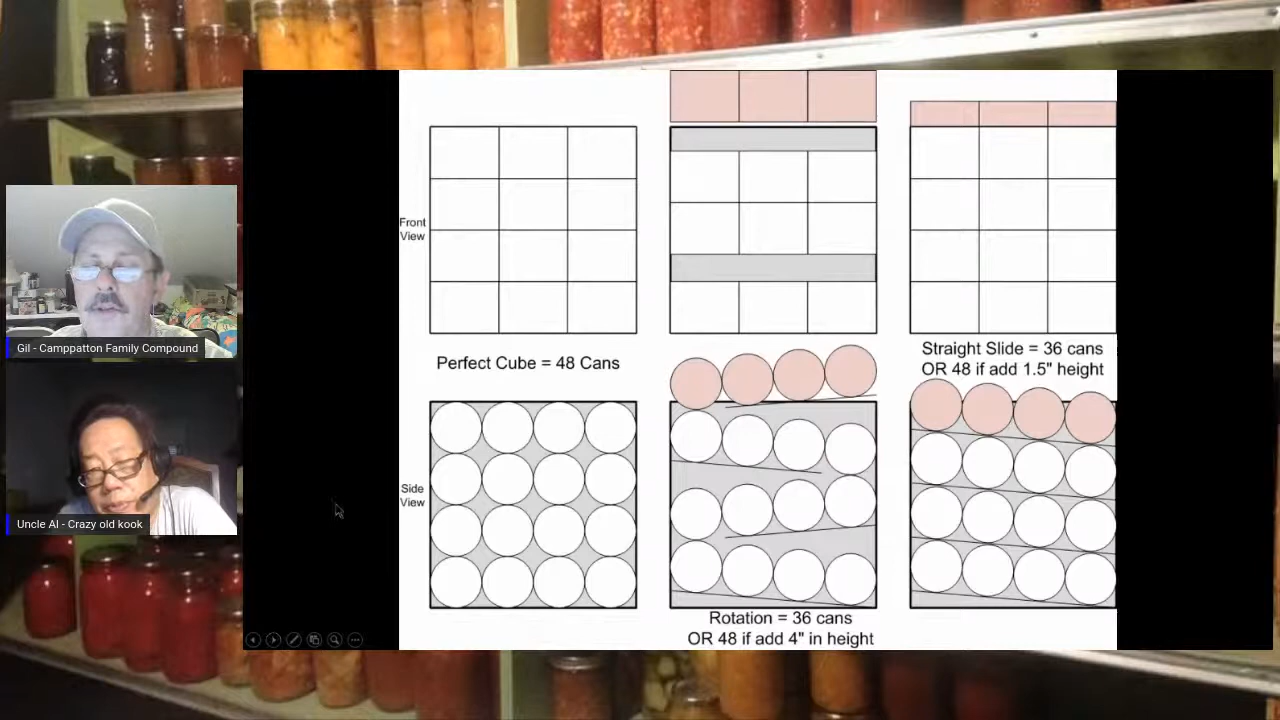 Front
View
Perfect Cube = 48 Cans
Straight Slide = 36 cans
OR 48 if add 1.5" height
Side
View
Rotation = 36 cans
OR 48 if add 4" in height
Gil - Camppatton Family Compound
Uncle Al - Crazy old kook